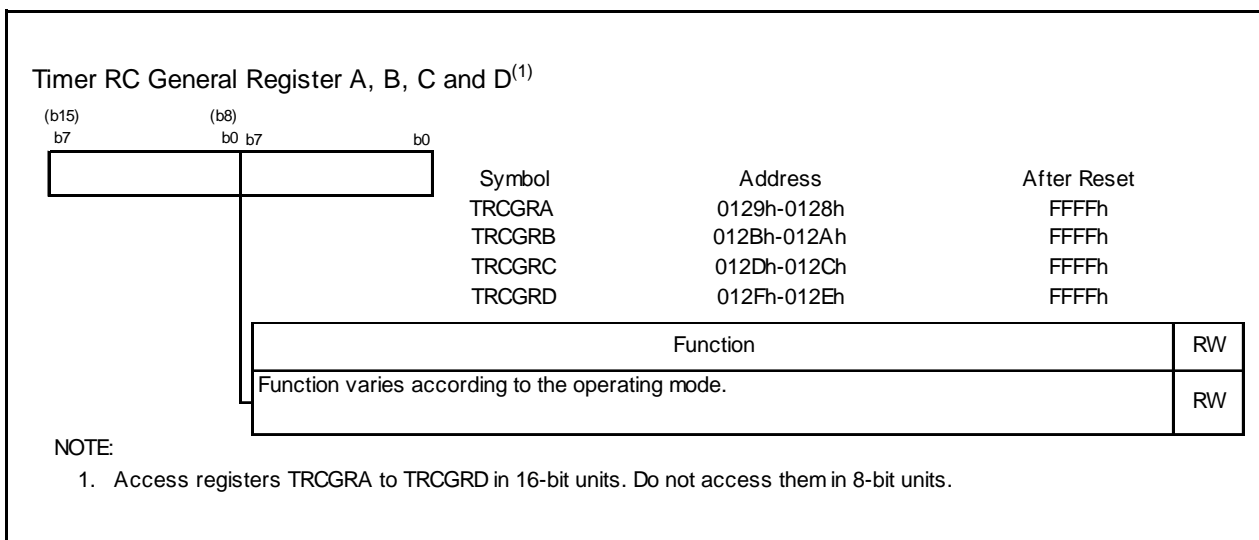 Timer RC General Register A, B, C and D(1)
(b15) (b8)
b7 b0 b7 b0
Symbol Address After Reset
TRCGRA 0129h-0128h FFFFh
TRCGRB 012Bh-012Ah FFFFh
TRCGRC 012Dh-012Ch FFFFh
TRCGRD 012Fh-012Eh FFFFh
Function RW
Function varies according to the operating mode. RW
NOTE:
1. Access registers TRCGRA to TRCGRD in 16-bit units. Do not access them in 8-bit units.